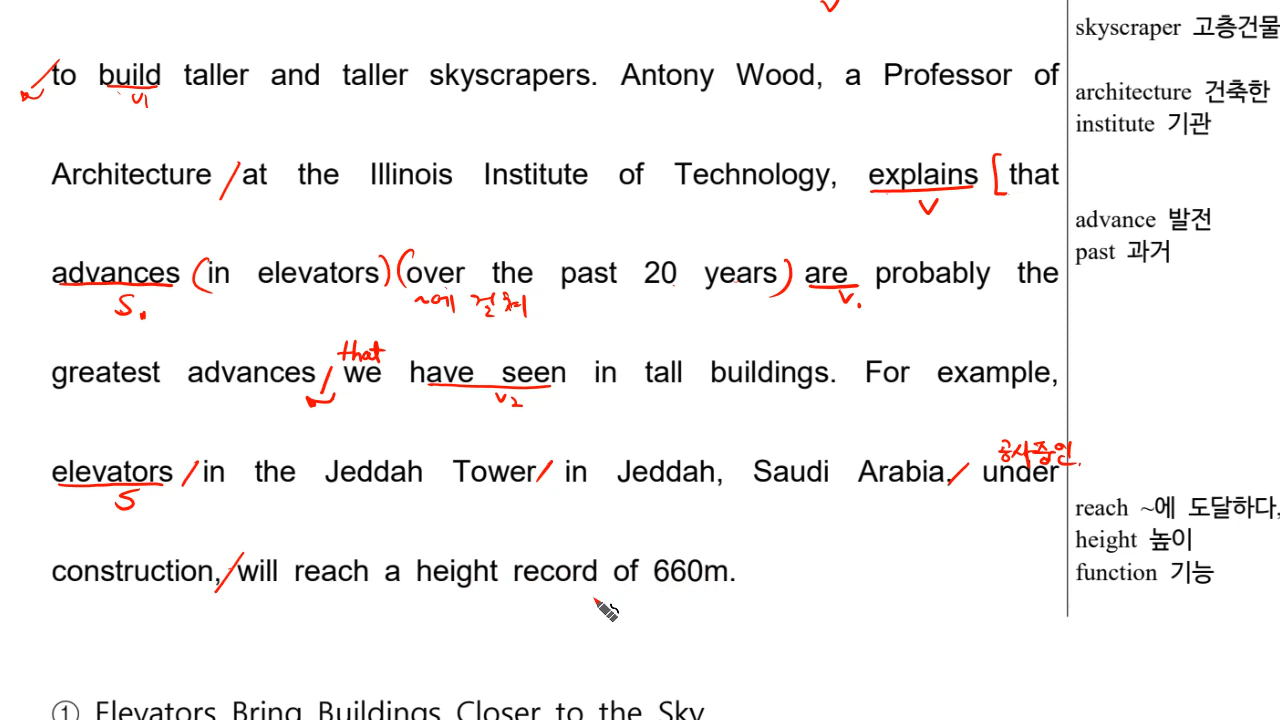 v
skyscraper 고층건물
to build taller and taller skyscrapers. Antony Wood, a Professor of
v1
architecture 건축한
institute 기관
Architecture / at the Illinois Institute of Technology, explains [that
v
advance 발전
past 과거
advances (in elevators) (over the past 20 years) are probably the
S. ~에 걸쳐 v.
that
greatest advances / we have seen in tall buildings. For example,
v2
공사중인
elevators / in the Jeddah Tower / in Jeddah, Saudi Arabia, / under
S
reach ~에 도달하다,
height 높이
function 기능
construction, / will reach a height record of 660m.
① Elevators Bring Buildings Closer to the Sky